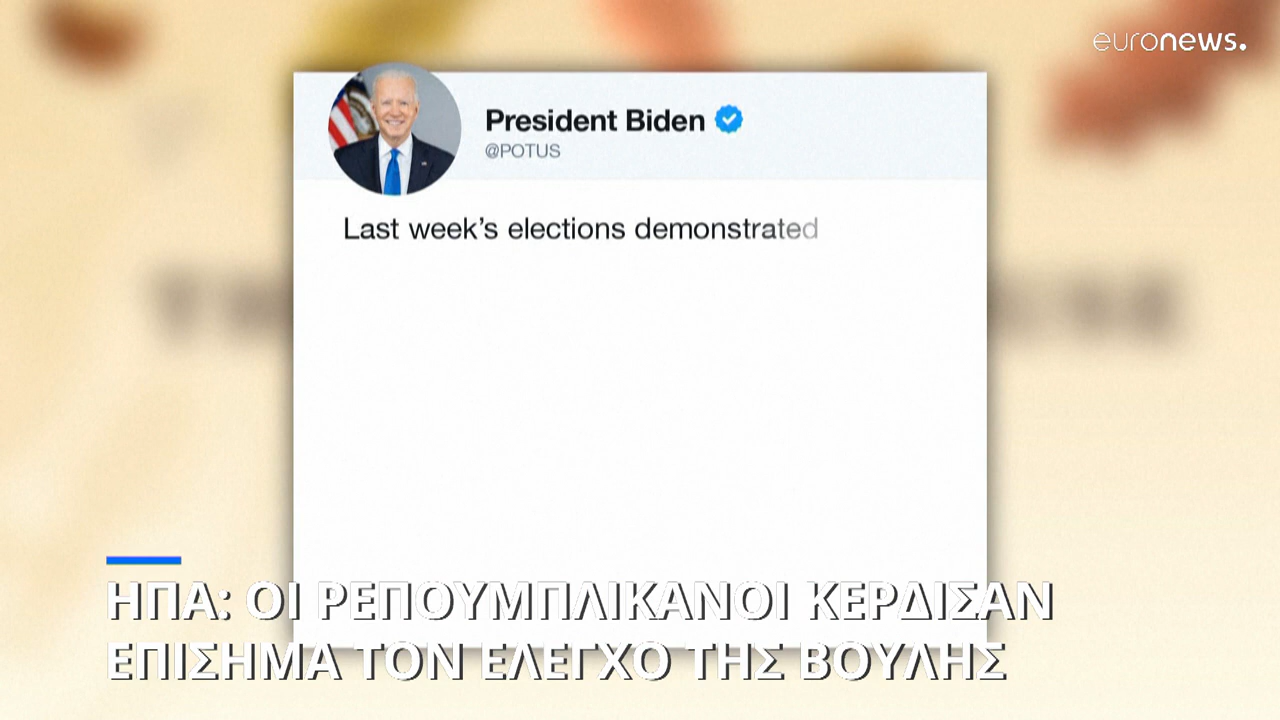 euronews.
President Biden
@POTUS
Last week’s elections demonstrated
ΗΠΑ: ΟΙ ΡΕΠΟΥΜΠΛΙΚΑΝΟΙ ΚΕΡΔΙΣΑΝ
ΕΠΙΣΗΜΑ ΤΟΝ ΕΛΕΓΧΟ ΤΗΣ ΒΟΥΛΗΣ